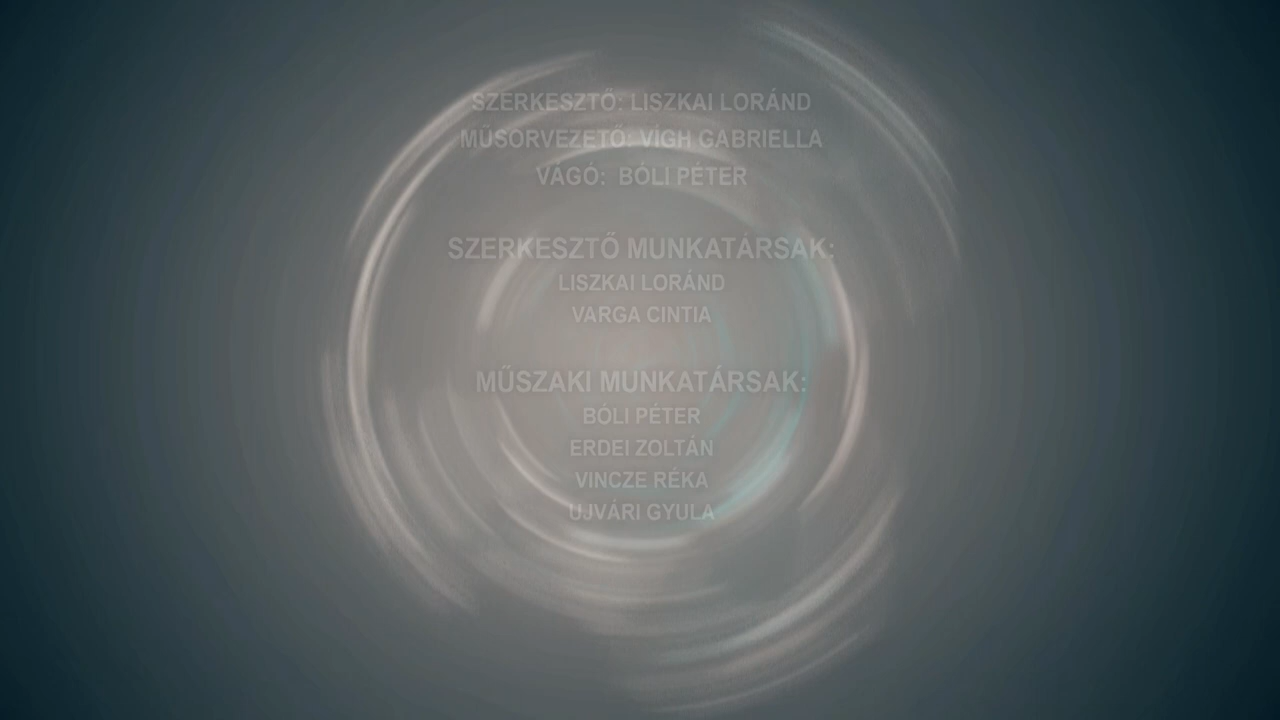 SZERKESZTŐ: LISZKAI LORÁND
MŰSORVEZETŐ: VÍGH GABRIELLA
VÁGÓ: BÓLI PÉTER
SZERKESZTŐ MUNKATÁRSAK:
LISZKAI LORÁND
VARGA CINTIA
MŰSZAKI MUNKATÁRSAK:
BÓLI PÉTER
ERDEI ZOLTÁN
VINCZE RÉKA
UJVÁRI GYULA